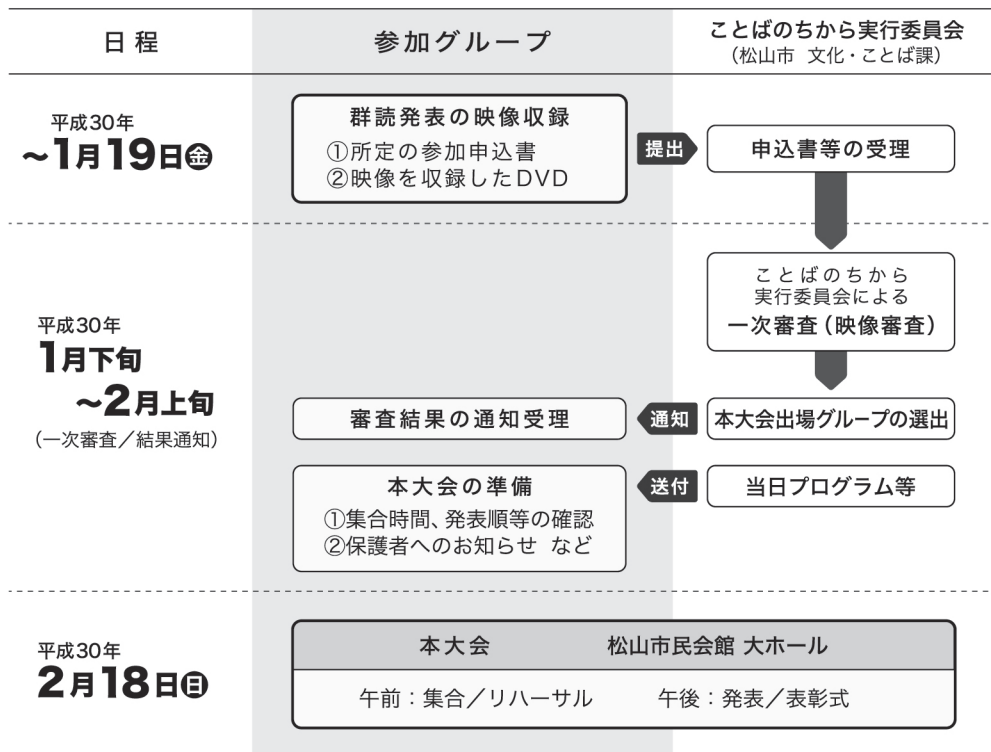 日程
参加グループ
ことばのちから実行委員会
(松山市 文化・ことば課)
平成30年
～1月19日金
群読発表の映像収録
①所定の参加申込書
②映像を収録したDVD
提出
申込書等の受理
平成30年
1月下旬
～2月上旬
(一次審査／結果通知)
ことばのちから
実行委員会による
一次審査(映像審査)
審査結果の通知受理
通知
本大会出場グループの選出
本大会の準備
①集合時間、発表順等の確認
②保護者へのお知らせ など
送付
当日プログラム等
平成30年
2月18日日
本大会 松山市民会館 大ホール
午前：集合／リハーサル 午後：発表／表彰式